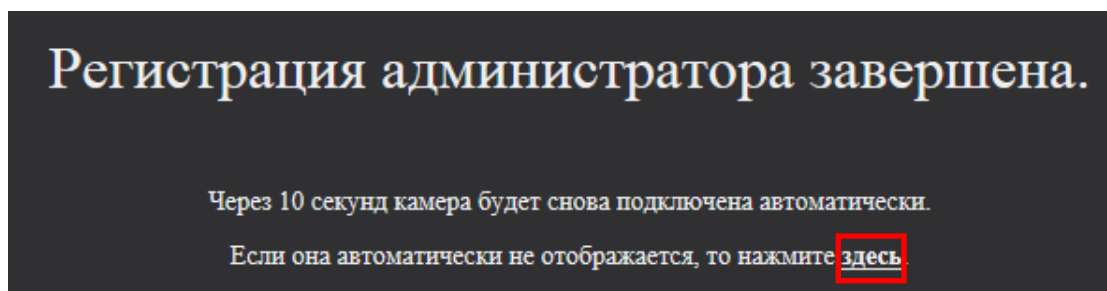 Регистрация администратора завершена.
Через 10 секунд камера будет снова подключена автоматически.
Если она автоматически не отображается, то нажмите здесь.